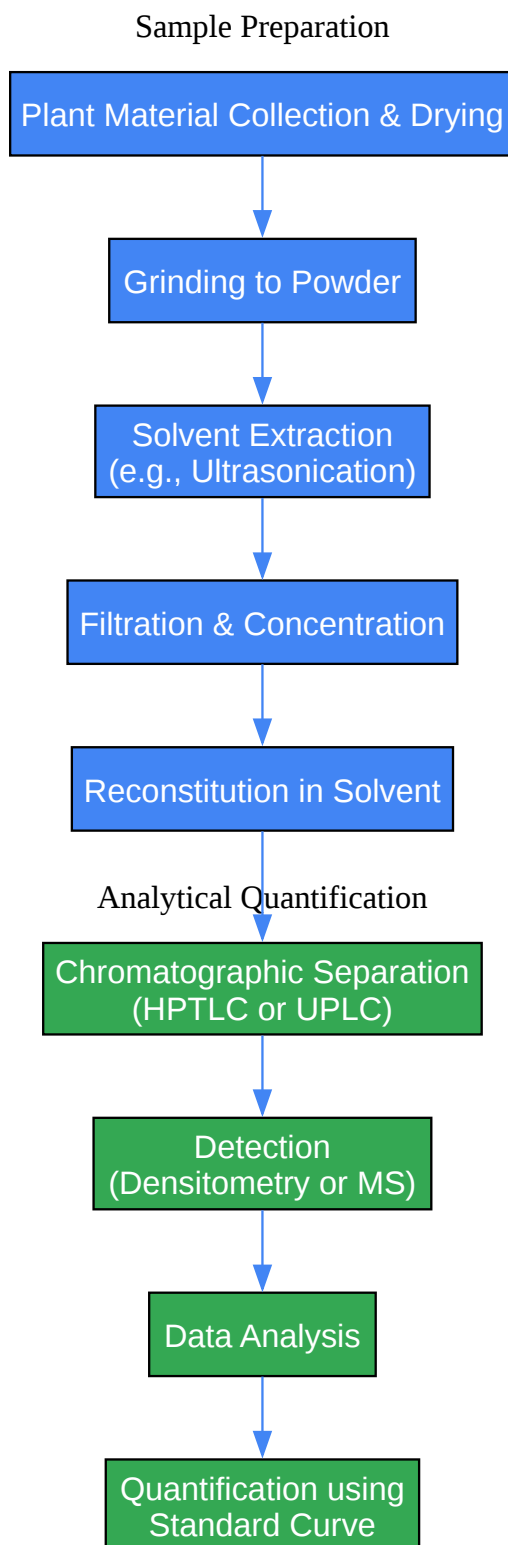 Sample Preparation
Plant Material Collection & Drying
Grinding to Powder
Solvent Extraction
(e.g., Ultrasonication)
Filtration & Concentration
Reconstitution in Solvent
Analytical Quantification
Chromatographic Separation
(HPTLC or UPLC)
Detection
(Densitometry or MS)
Data Analysis
Quantification using
Standard Curve